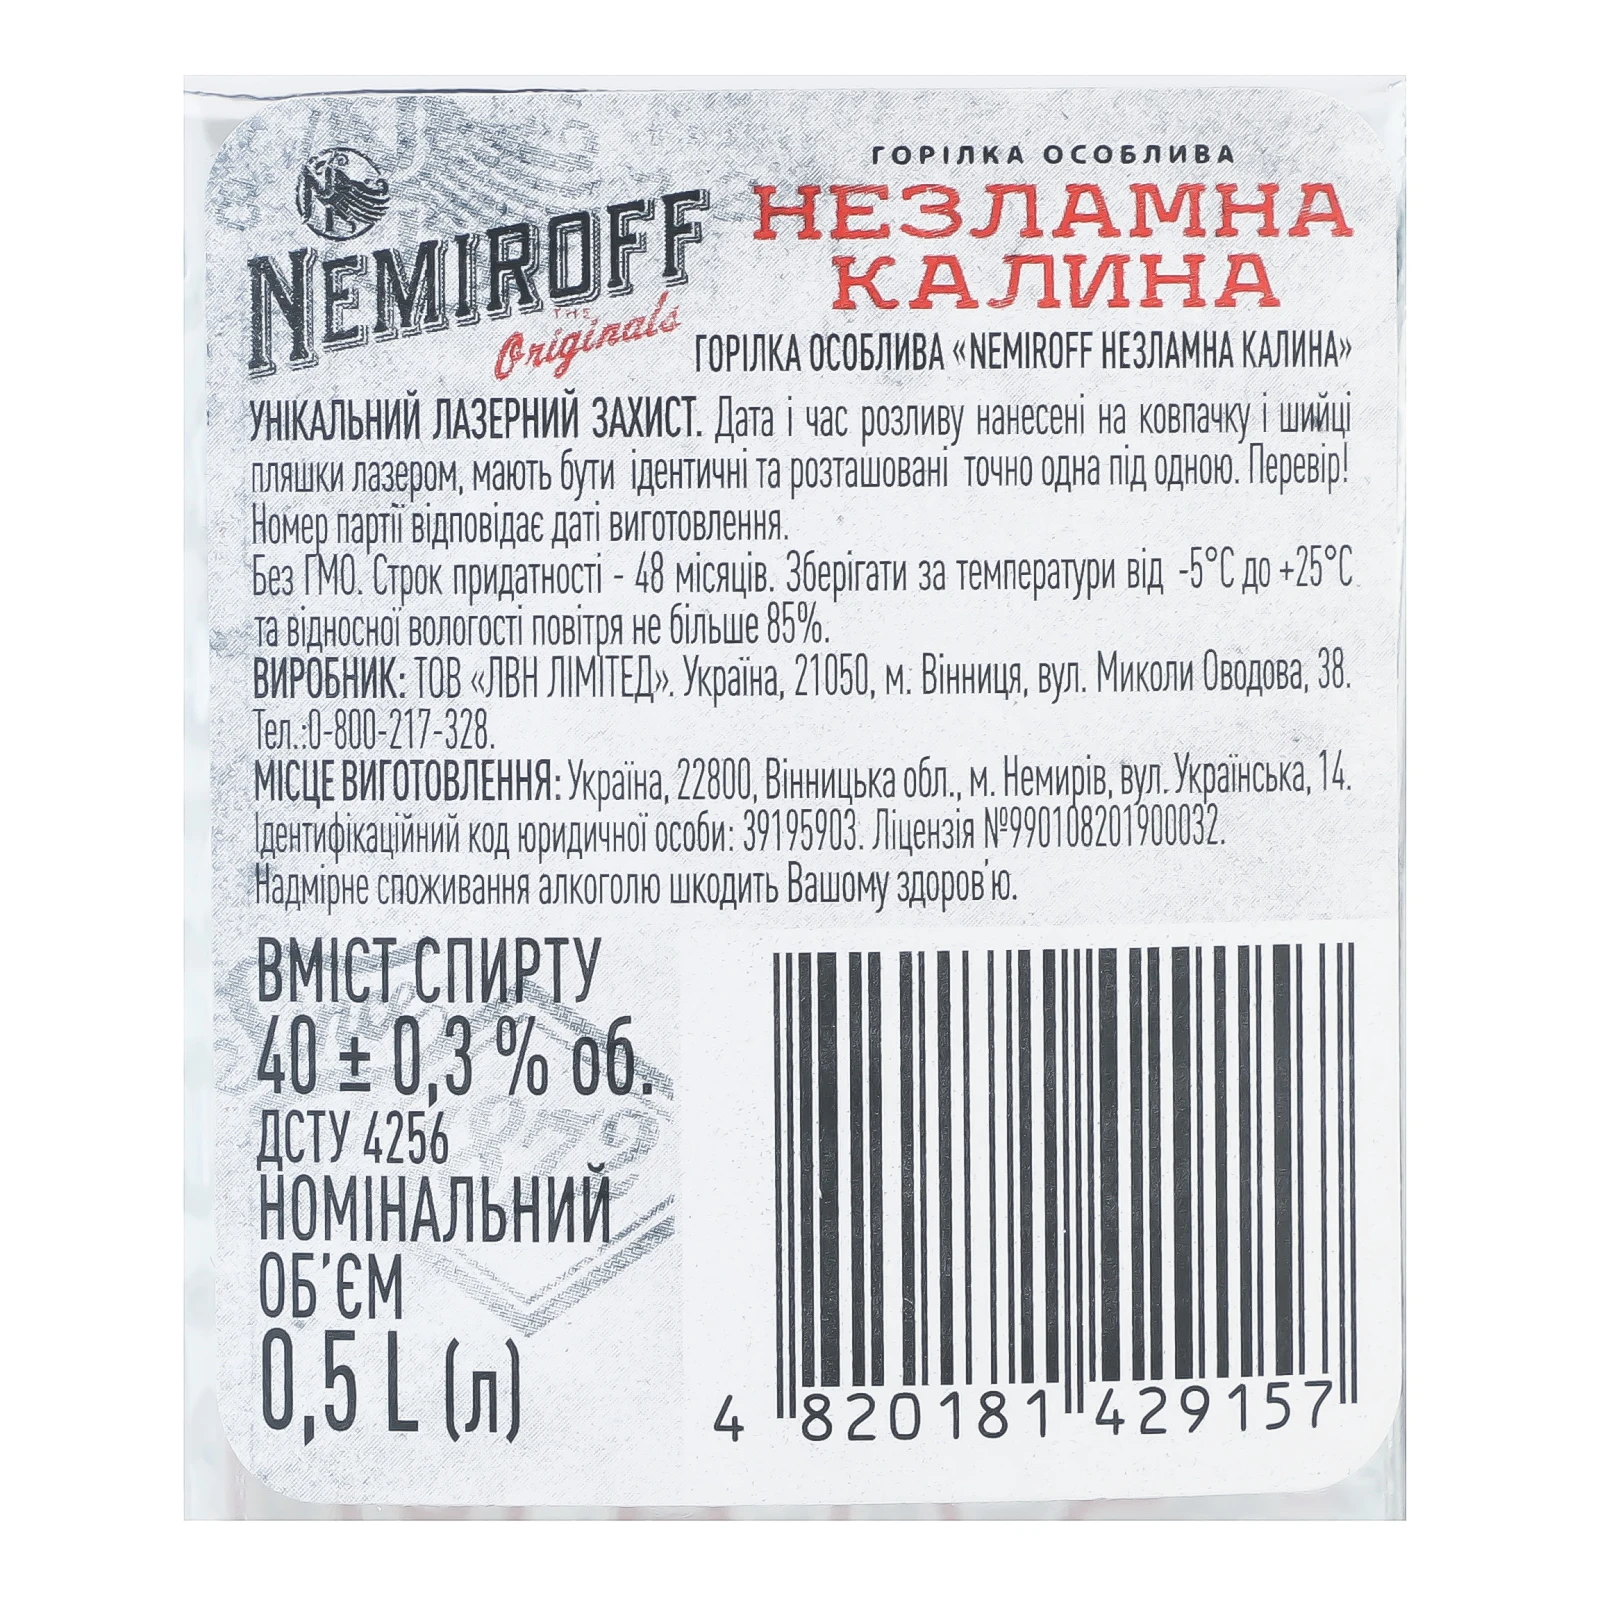 NEMIROFF
THE
Originals
ГОРІЛКА ОСОБЛИВА
НЕЗЛАМНА
КАЛИНА
ГОРІЛКА ОСОБЛИВА «NEMIROFF НЕЗЛАМНА КАЛИНА»
УНІКАЛЬНИЙ ЛАЗЕРНИЙ ЗАХИСТ. Дата і час розливу нанесені на ковпачку і шийці
пляшки лазером, мають бути ідентичні та розташовані точно одна під одною. Перевір!
Номер партії відповідає даті виготовлення.
Без ГМО. Строк придатності - 48 місяців. Зберігати за температури від -5°C до +25°C
та відносної вологості повітря не більше 85%.
ВИРОБНИК: ТОВ «ЛВН ЛІМІТЕД». Україна, 21050, м. Вінниця, вул. Миколи Оводова, 38.
Тел.:0-800-217-328.
МІСЦЕ ВИГОТОВЛЕННЯ: Україна, 22800, Вінницька обл., м. Немирів, вул. Українська, 14.
Ідентифікаційний код юридичної особи: 39195903. Ліцензія №990108201900032.
Надмірне споживання алкоголю шкодить Вашому здоров'ю.
ВМІСТ СПИРТУ
40 ± 0,3 % об.
ДСТУ 4256
НОМІНАЛЬНИЙ
ОБ'ЄМ
0,5 L (л)
4 820181 429157